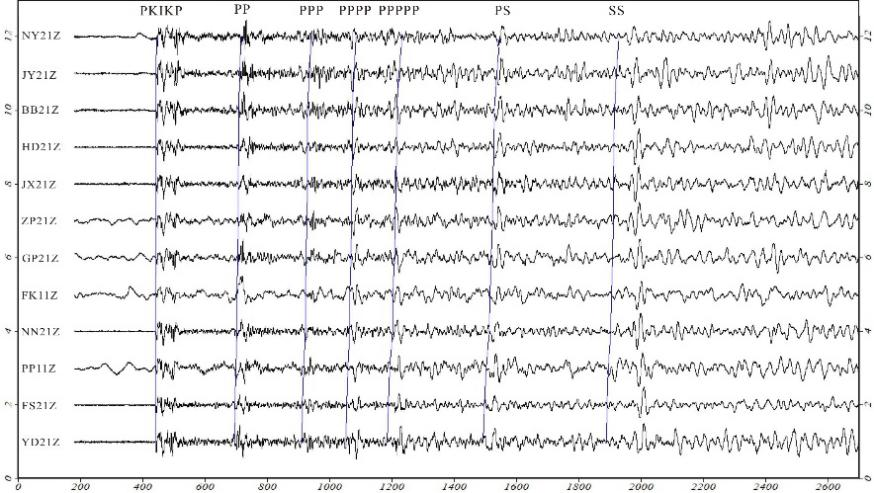 PKIKP PP PPP PPPP PPPPP PS SS
12 NY21Z 12
JY21Z
10 BB21Z 10
HD21Z
8 JX21Z 8
ZP21Z
6 GP21Z 6
FK11Z
4 NN21Z 4
PP11Z
2 FS21Z 2
YD21Z
0 0
0 200 400 600 800 1000 1200 1400 1600 1800 2000 2200 2400 2600